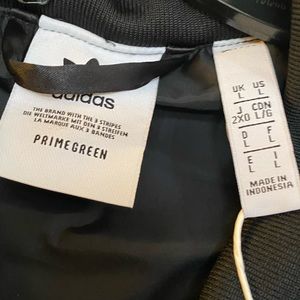 adidas
THE BRAND WITH THE 3 STRIPES
DIE WELTMARKE MIT DEN 3 STREIFEN
LA MARQUE AUX 3 BANDES
PRIMEGREEN
UK US
L L
J CDN
2XO L/G
D F
L L
E I
L L
MADE IN
INDONESIA